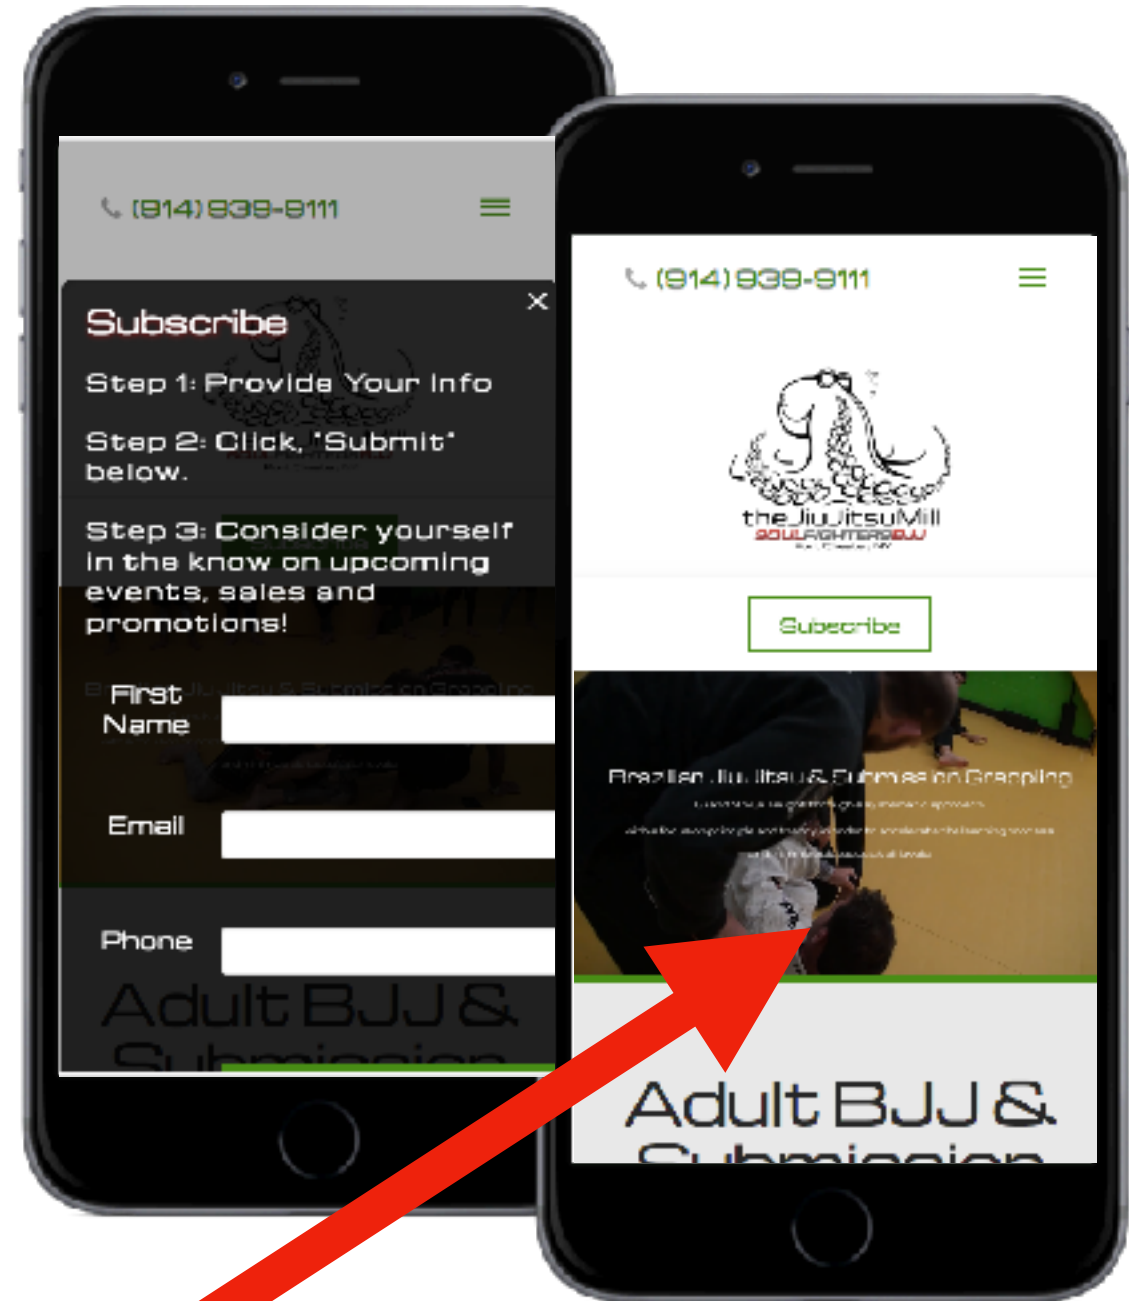 (914) 939-9111
Subscribe
Step 1: Provide Your Info
Step 2: Click, "Submit"
below.
Step 3: Consider yourself
in the know on upcoming
events, sales and
promotions!
First
Name
Email
Phone
Adult BJJ &
Submission
(914) 939-9111
theJiuJitsuMill
SOULFIGHTERSBJJ
Subscribe
Brazilian Jiu Jitsu & Submission Grappling
Adult BJJ &
Submission